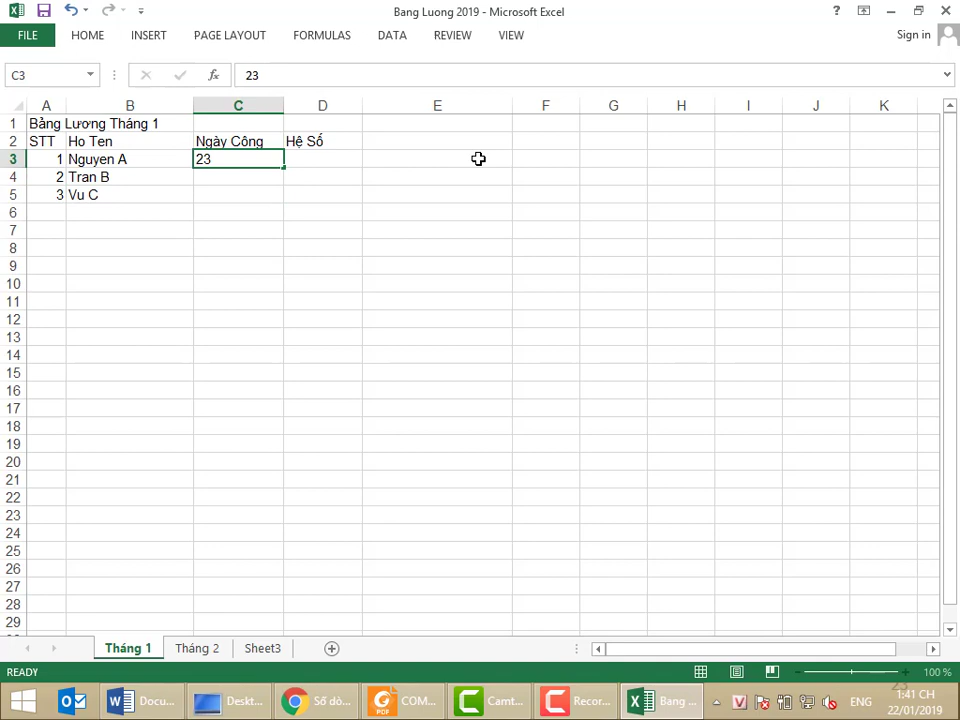 Bang Luong 2019 - Microsoft Excel
?
FILE HOME INSERT PAGE LAYOUT FORMULAS DATA REVIEW VIEW Sign in
C3 fx 23
A B C D E F G H I J K
1 Bảng Lương Tháng 1
2 STT Ho Ten Ngày Công Hệ Số
3 1 Nguyen A 23
4 2 Tran B
5 3 Vu C
6
7
8
9
10
11
12
13
14
15
16
17
18
19
20
21
22
23
24
25
26
27
28
29
Tháng 1 Tháng 2 Sheet3
READY 100 %
Docu... Deskt... Sổ dò... COM... Camt... Recor... Bang ... ENG
1:41 CH
22/01/2019